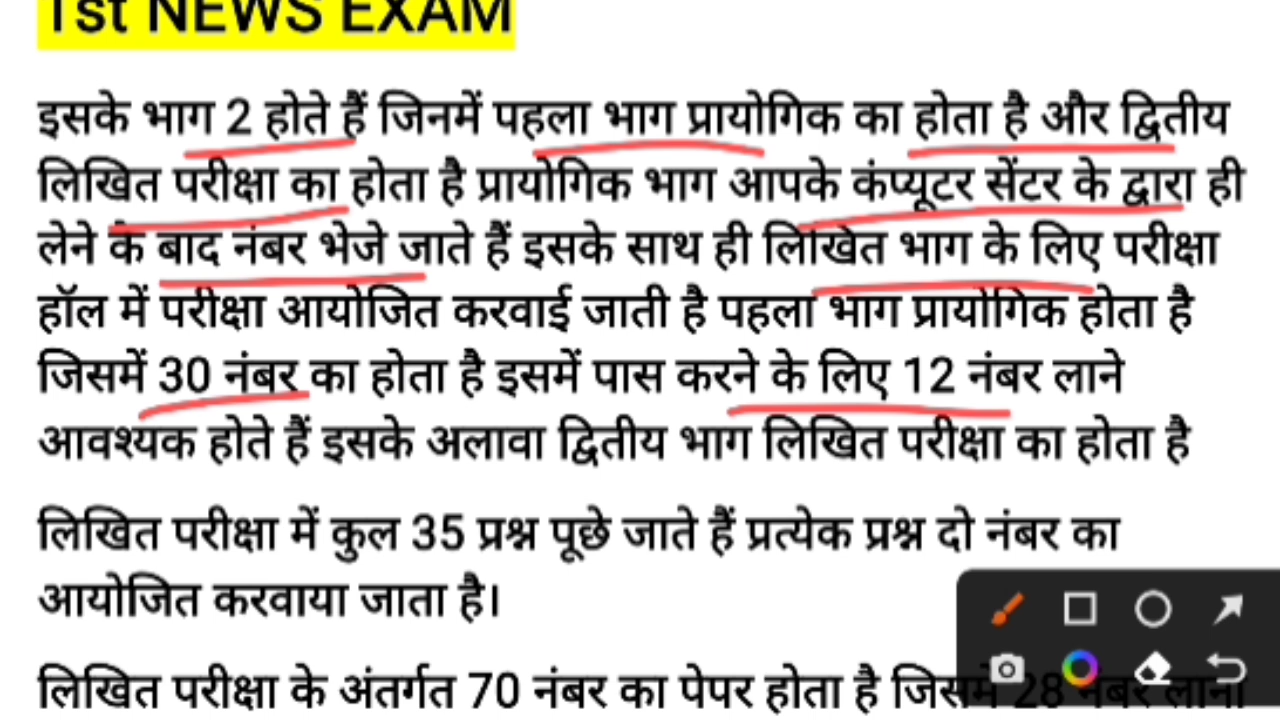 1st NEWS EXAM
इसके भाग 2 होते हैं जिनमें पहला भाग प्रायोगिक का होता है और द्वितीय
लिखित परीक्षा का होता है प्रायोगिक भाग आपके कंप्यूटर सेंटर के द्वारा ही
लेने के बाद नंबर भेजे जाते हैं इसके साथ ही लिखित भाग के लिए परीक्षा
हॉल में परीक्षा आयोजित करवाई जाती है पहला भाग प्रायोगिक होता है
जिसमें 30 नंबर का होता है इसमें पास करने के लिए 12 नंबर लाने
आवश्यक होते हैं इसके अलावा द्वितीय भाग लिखित परीक्षा का होता है
लिखित परीक्षा में कुल 35 प्रश्न पूछे जाते हैं प्रत्येक प्रश्न दो नंबर का
आयोजित करवाया जाता है।
लिखित परीक्षा के अंतर्गत 70 नंबर का पेपर होता है जिसमें 28 नंबर लाना